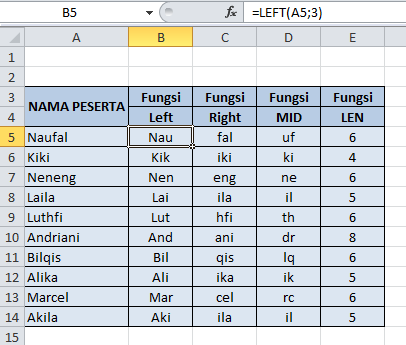 B5 fx =LEFT(A5;3)
A B C D E
1
2
3 NAMA PESERTA Fungsi Fungsi Fungsi Fungsi
4 Left Right MID LEN
5 Naufal Nau fal uf 6
6 Kiki Kik iki ki 4
7 Neneng Nen eng ne 6
8 Laila Lai ila il 5
9 Luthfi Lut hfi th 6
10 Andriani And ani dr 8
11 Bilqis Bil qis lq 6
12 Alika Ali ika ik 5
13 Marcel Mar cel rc 6
14 Akila Aki ila il 5
15